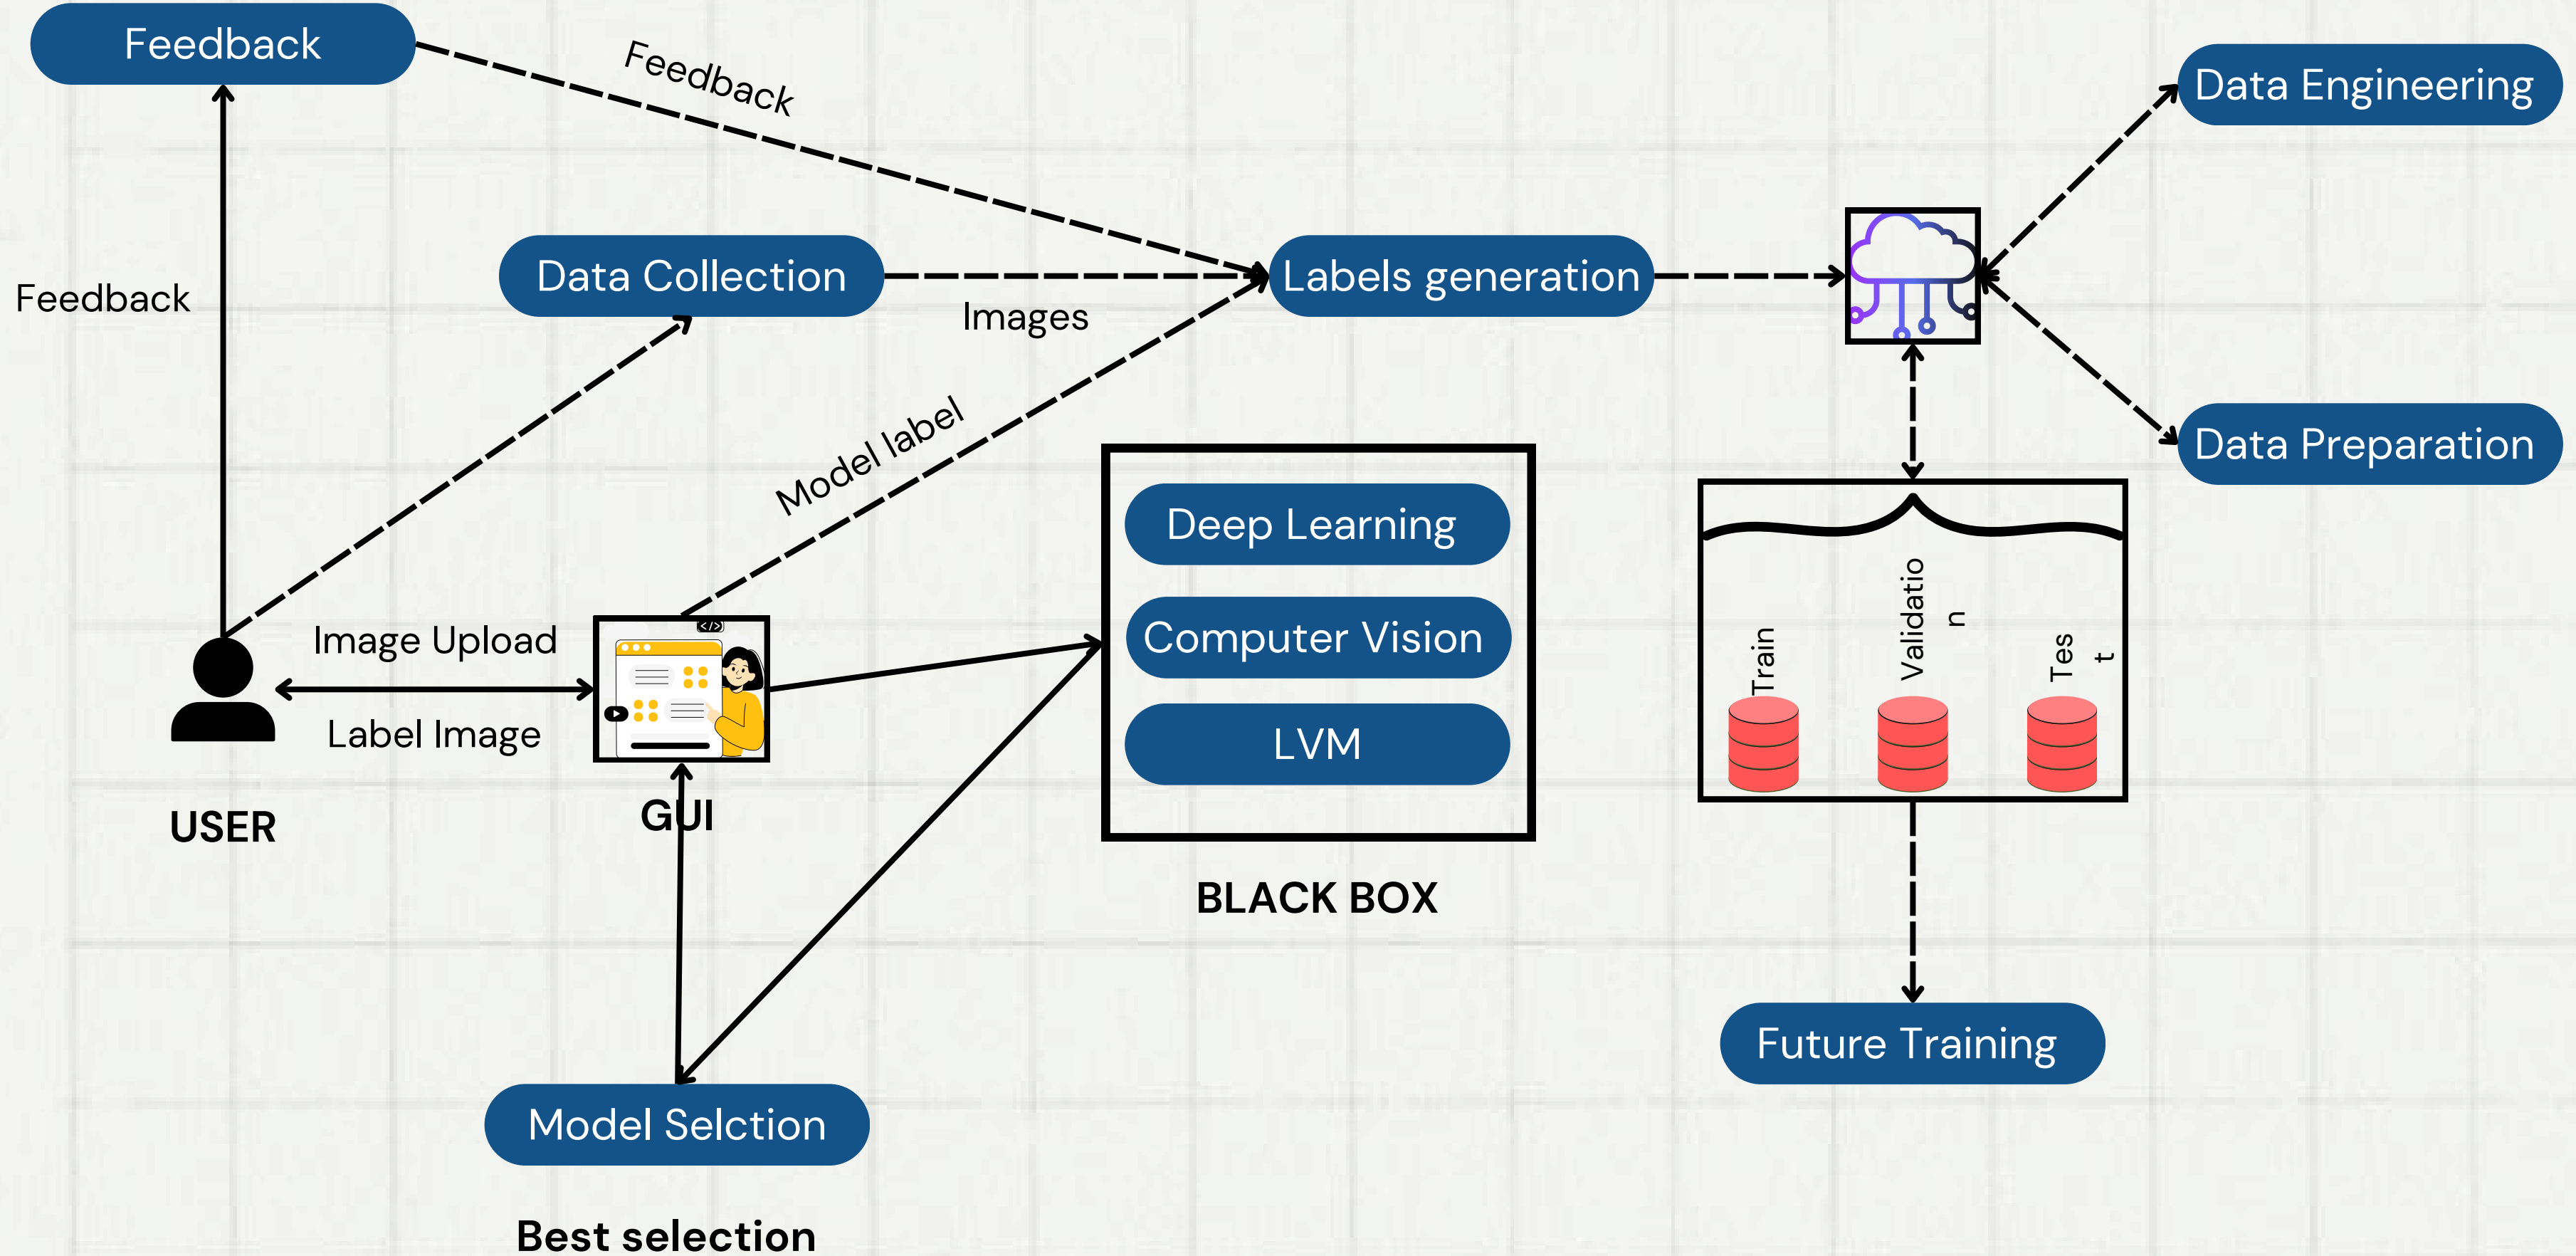 Feedback
Feedback
Data Engineering
Data Collection
Labels generation
Feedback
Images
Model label
Data Preparation
Deep Learning
Computer Vision
LVM
BLACK BOX
Image Upload
Label Image
</>
USER
GUI
Train
Validatio
n
Tes
t
Future Training
Model Selction
Best selection